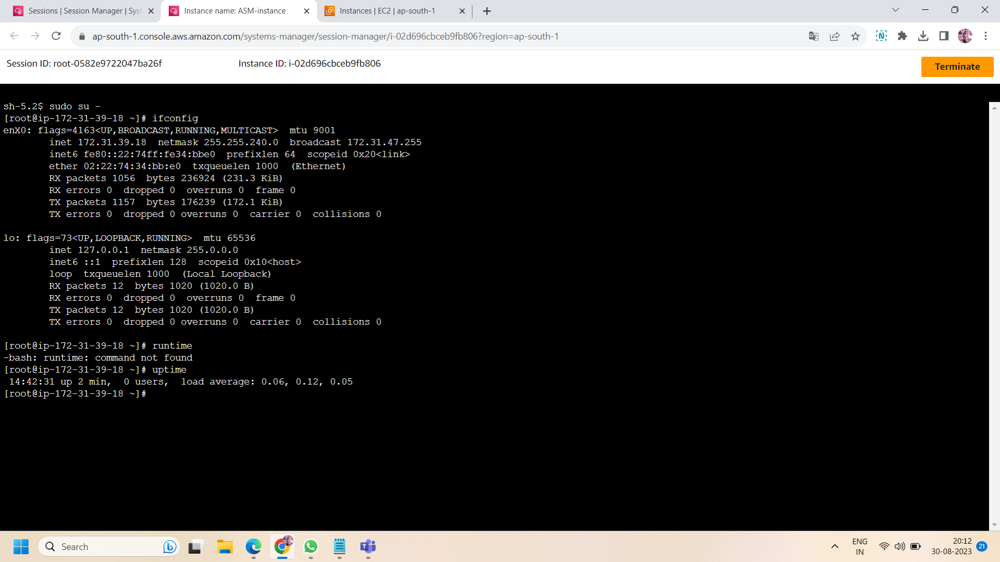 Sessions | Session Manager | Syst
Instance name: ASM-instance
Instances | EC2 | ap-south-1
ap-south-1.console.aws.amazon.com/systems-manager/session-manager/i-02d696cbceb9fb806?region=ap-south-1
Session ID: root-0582e9722047ba26f
Instance ID: i-02d696cbceb9fb806
Terminate
sh-5.2$ sudo su -
[root@ip-172-31-39-18 ~]# ifconfig
enX0: flags=4163<UP,BROADCAST,RUNNING,MULTICAST>  mtu 9001
        inet 172.31.39.18  netmask 255.255.240.0  broadcast 172.31.47.255
        inet6 fe80::22:74ff:fe34:bbe0  prefixlen 64  scopeid 0x20<link>
        ether 02:22:74:34:bb:e0  txqueuelen 1000  (Ethernet)
        RX packets 1056  bytes 236924 (231.3 KiB)
        RX errors 0  dropped 0  overruns 0  frame 0
        TX packets 1157  bytes 176239 (172.1 KiB)
        TX errors 0  dropped 0 overruns 0  carrier 0  collisions 0
lo: flags=73<UP,LOOPBACK,RUNNING>  mtu 65536
        inet 127.0.0.1  netmask 255.0.0.0
        inet6 ::1  prefixlen 128  scopeid 0x10<host>
        loop  txqueuelen 1000  (Local Loopback)
        RX packets 12  bytes 1020 (1020.0 B)
        RX errors 0  dropped 0  overruns 0  frame 0
        TX packets 12  bytes 1020 (1020.0 B)
        TX errors 0  dropped 0 overruns 0  carrier 0  collisions 0
[root@ip-172-31-39-18 ~]# runtime
-bash: runtime: command not found
[root@ip-172-31-39-18 ~]# uptime
 14:42:31 up 2 min,  0 users,  load average: 0.06, 0.12, 0.05
[root@ip-172-31-39-18 ~]#
Search
ENG
IN
20:12
30-08-2023
21